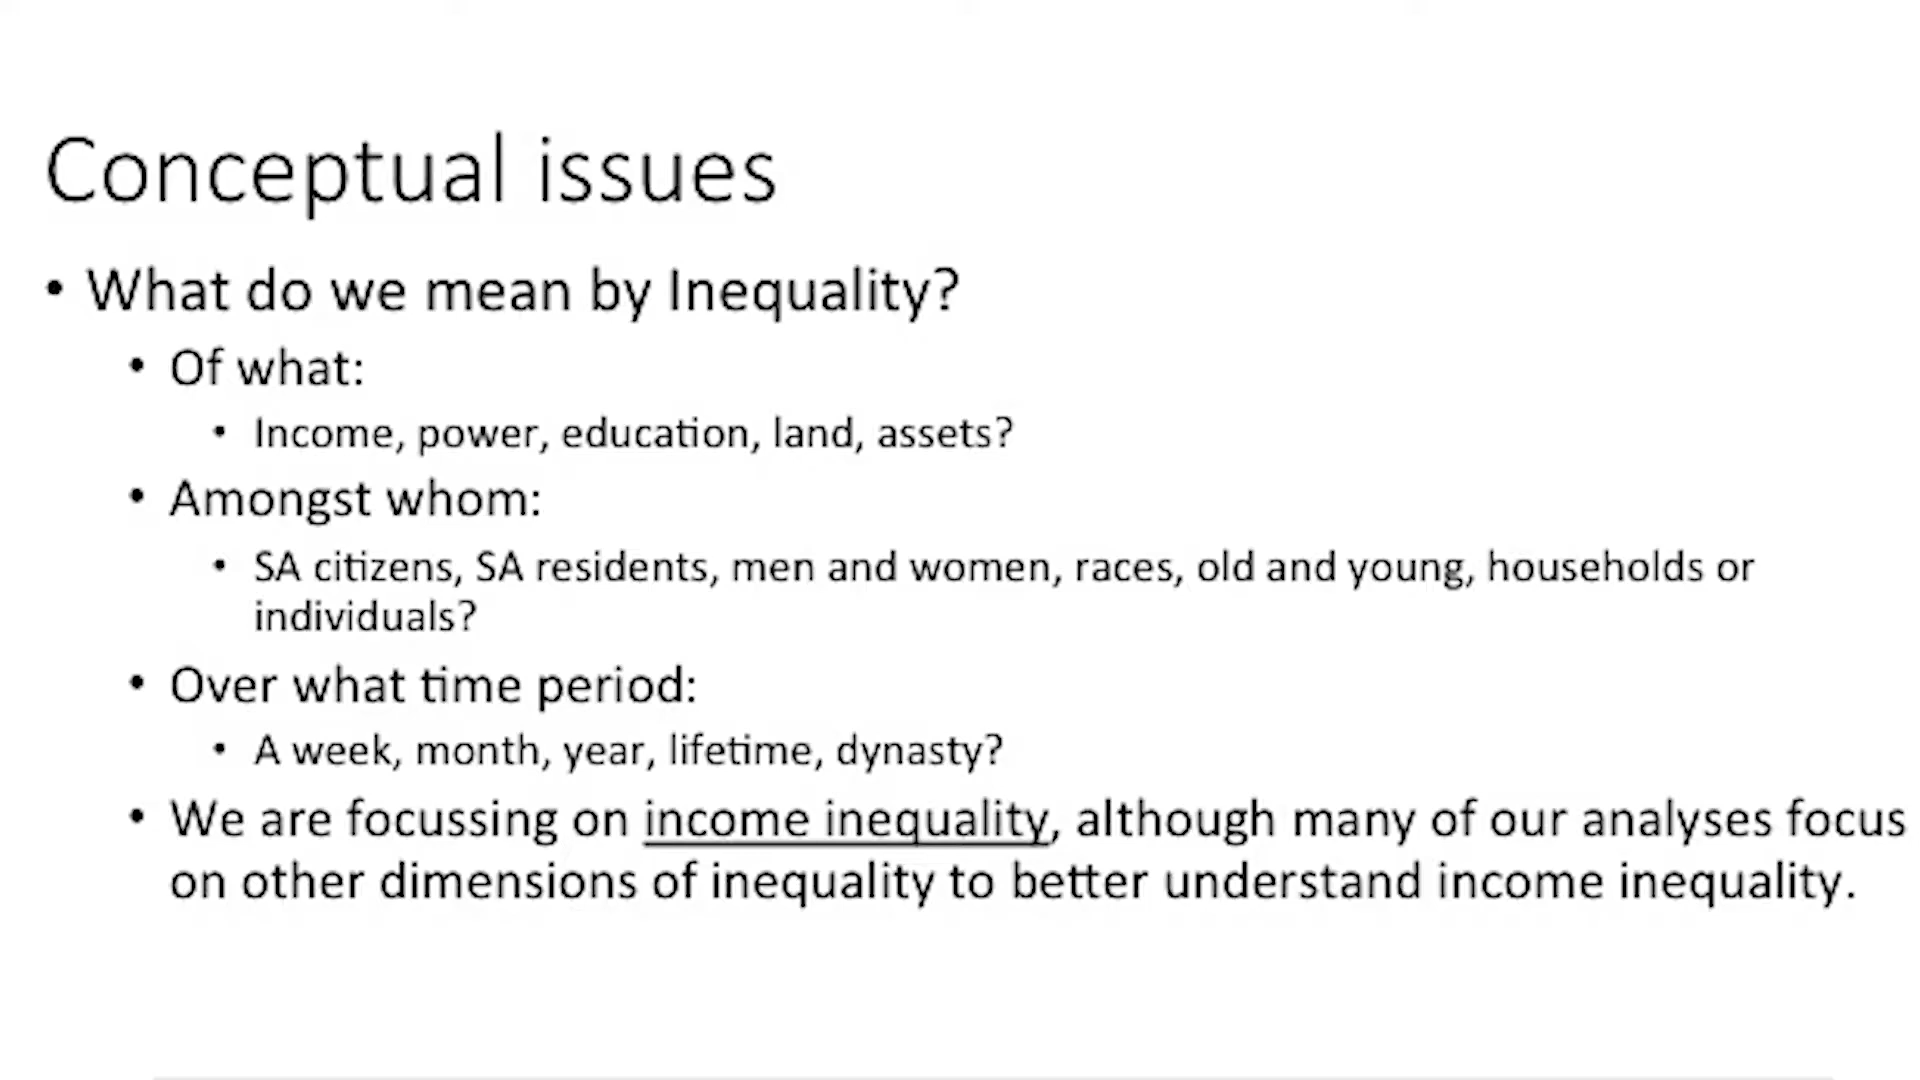 Conceptual issues
• What do we mean by Inequality?
• Of what:
• Income, power, education, land, assets?
• Amongst whom:
• SA citizens, SA residents, men and women, races, old and young, households or
individuals?
• Over what time period:
• A week, month, year, lifetime, dynasty?
• We are focussing on income inequality, although many of our analyses focus
on other dimensions of inequality to better understand income inequality.